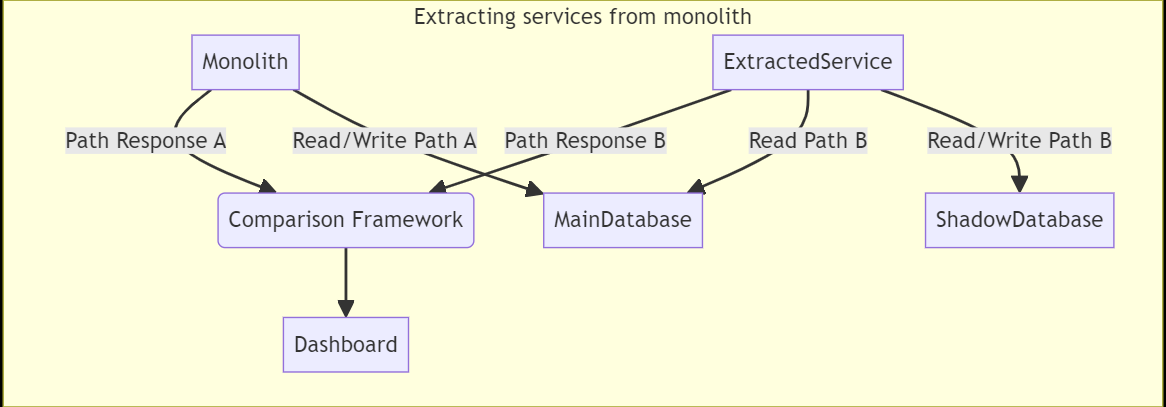 Extracting services from monolith
Monolith
ExtractedService
Path Response A
Read/Write Path A
Path Response B
Read Path B
Read/Write Path B
Comparison Framework
MainDatabase
ShadowDatabase
Dashboard